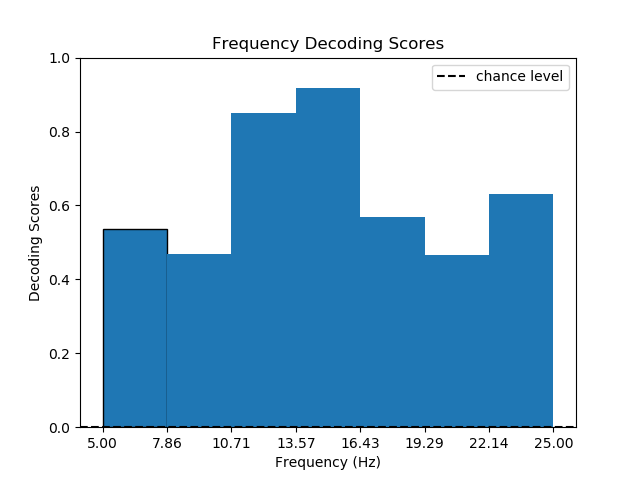 Frequency Decoding Scores
chance level
1.0
0.8
0.6
0.4
0.2
0.0
Decoding Scores
5.00 7.86 10.71 13.57 16.43 19.29 22.14 25.00
Frequency (Hz)